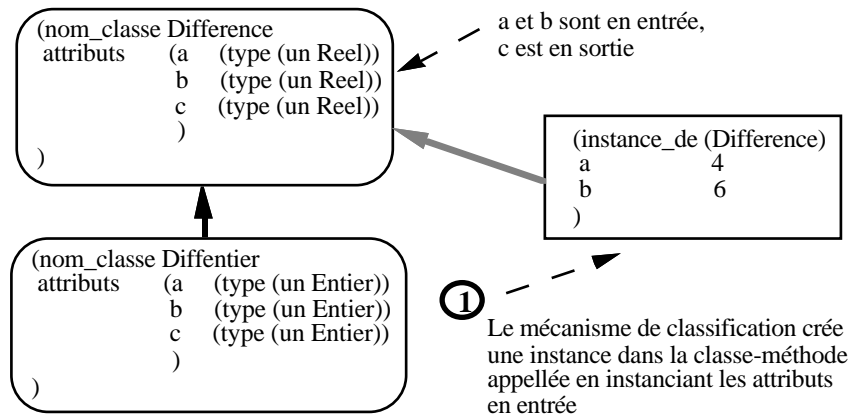 (nom_classe Difference
attributs (a (type (un Reel))
b (type (un Reel))
c (type (un Reel))
)
)
a et b sont en entrée,
c est en sortie
(instance_de (Difference)
a 4
b 6
)
(nom_classe Diffentier
attributs (a (type (un Entier))
b (type (un Entier))
c (type (un Entier))
)
)
1
Le mécanisme de classification crée
une instance dans la classe-méthode
appellée en instanciant les attributs
en entrée